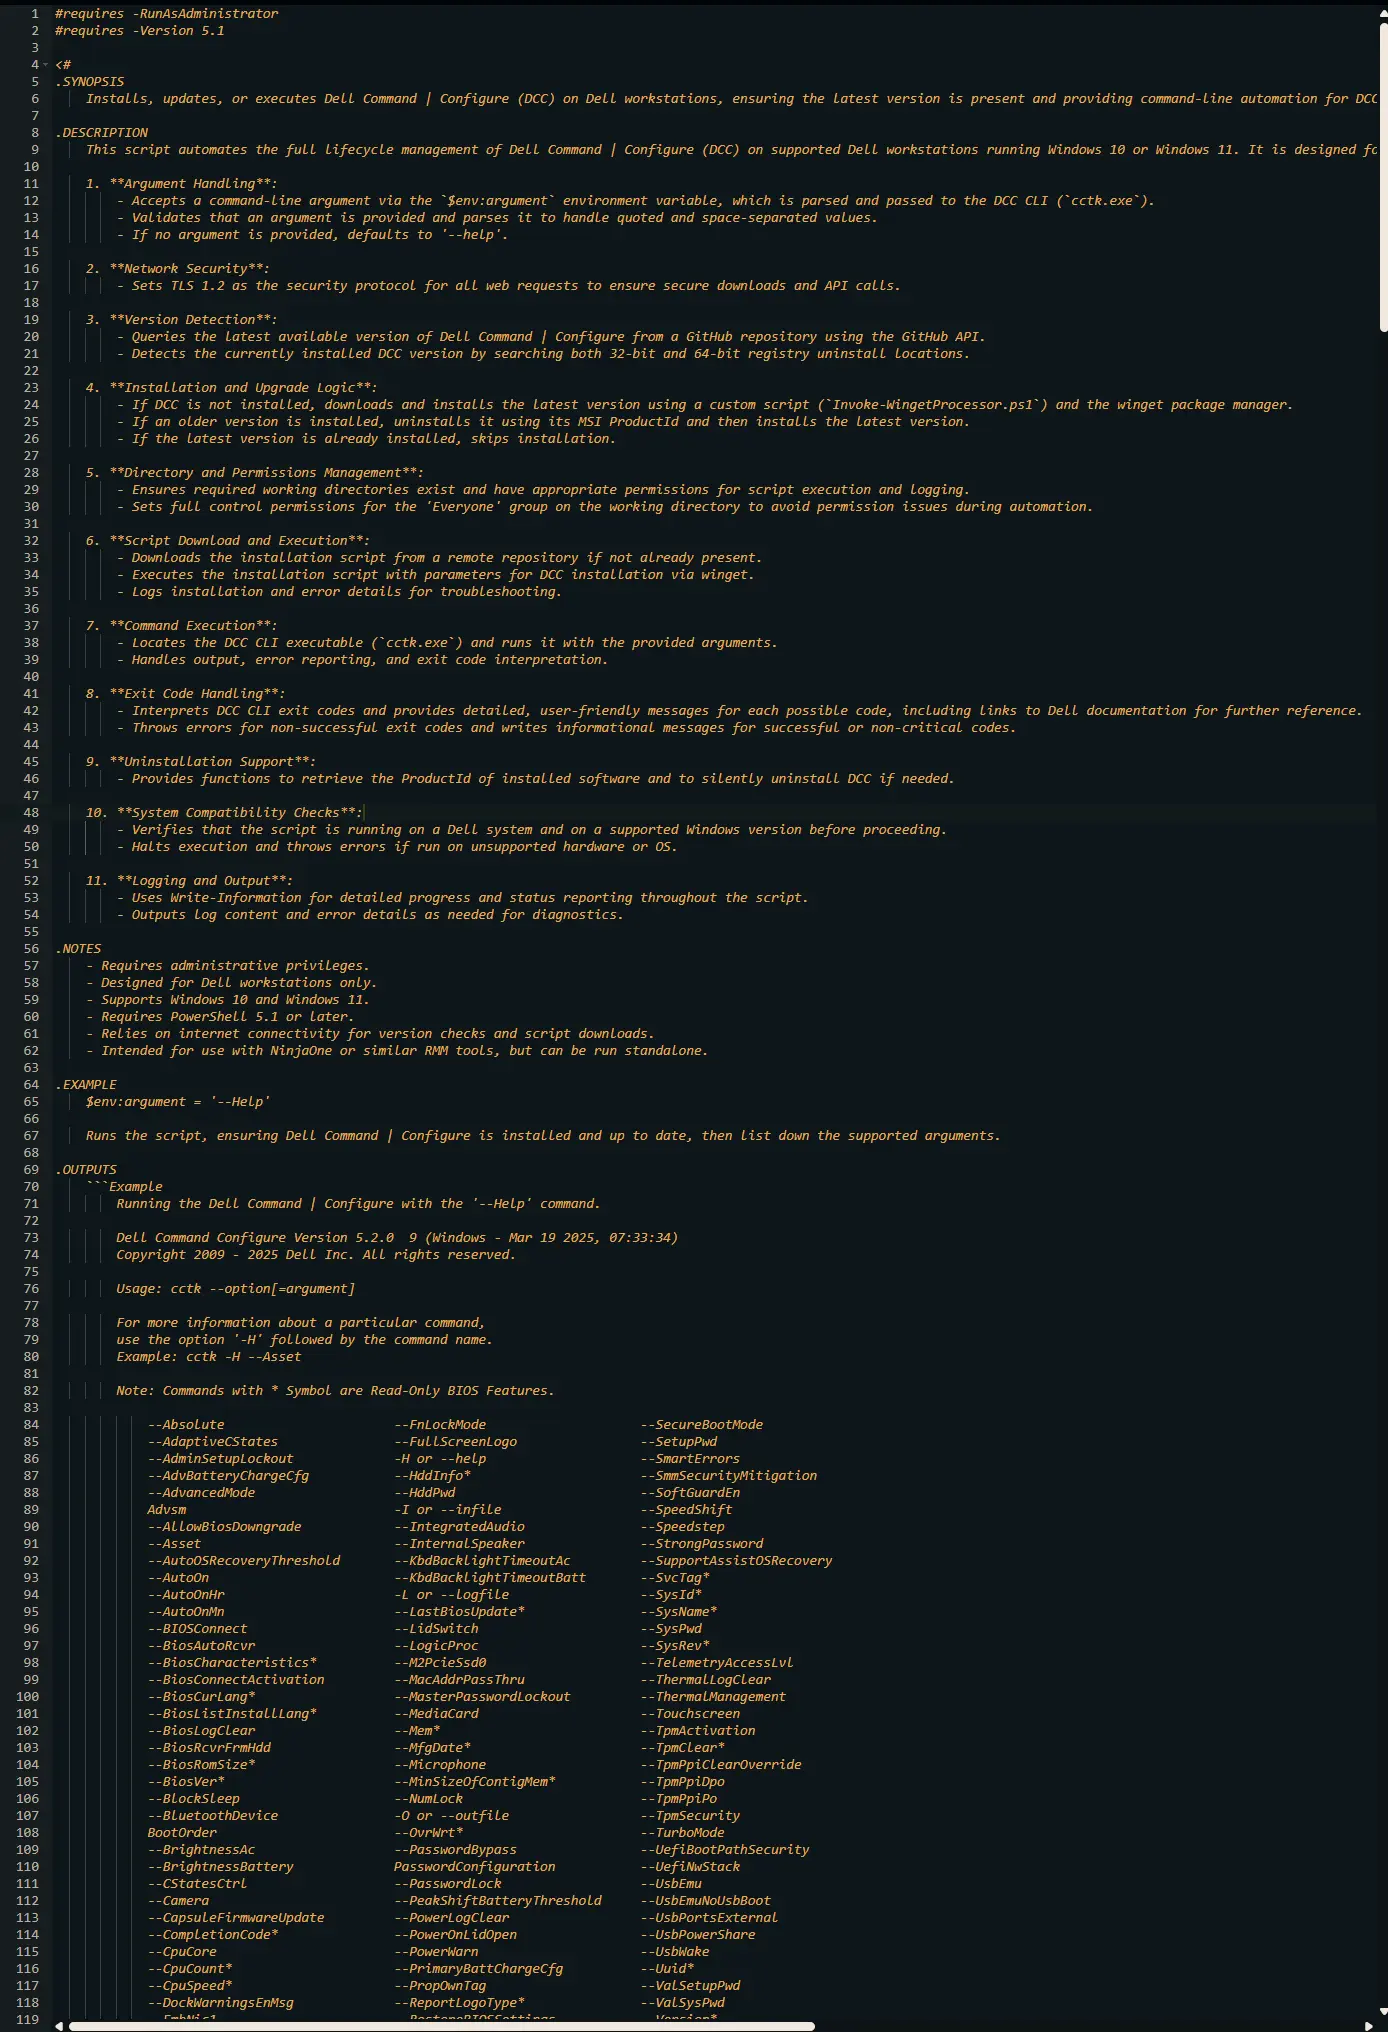 1 #requires -RunAsAdministrator
2 #requires -Version 5.1
3
4 <#
5 .SYNOPSIS
6 Installs, updates, or executes Dell Command | Configure (DCC) on Dell workstations, ensuring the latest version is present and providing command-line automation for DCC
7
8 .DESCRIPTION
9 This script automates the full lifecycle management of Dell Command | Configure (DCC) on supported Dell workstations running Windows 10 or Windows 11. It is designed fo
10
11 1. **Argument Handling**:
12 - Accepts a command-line argument via the `$env:argument` environment variable, which is parsed and passed to the DCC CLI (`cctk.exe`).
13 - Validates that an argument is provided and parses it to handle quoted and space-separated values.
14 - If no argument is provided, defaults to '--help'.
15
16 2. **Network Security**:
17 - Sets TLS 1.2 as the security protocol for all web requests to ensure secure downloads and API calls.
18
19 3. **Version Detection**:
20 - Queries the latest available version of Dell Command | Configure from a GitHub repository using the GitHub API.
21 - Detects the currently installed DCC version by searching both 32-bit and 64-bit registry uninstall locations.
22
23 4. **Installation and Upgrade Logic**:
24 - If DCC is not installed, downloads and installs the latest version using a custom script (`Invoke-WingetProcessor.ps1`) and the winget package manager.
25 - If an older version is installed, uninstalls it using its MSI ProductId and then installs the latest version.
26 - If the latest version is already installed, skips installation.
27
28 5. **Directory and Permissions Management**:
29 - Ensures required working directories exist and have appropriate permissions for script execution and logging.
30 - Sets full control permissions for the 'Everyone' group on the working directory to avoid permission issues during automation.
31
32 6. **Script Download and Execution**:
33 - Downloads the installation script from a remote repository if not already present.
34 - Executes the installation script with parameters for DCC installation via winget.
35 - Logs installation and error details for troubleshooting.
36
37 7. **Command Execution**:
38 - Locates the DCC CLI executable (`cctk.exe`) and runs it with the provided arguments.
39 - Handles output, error reporting, and exit code interpretation.
40
41 8. **Exit Code Handling**:
42 - Interprets DCC CLI exit codes and provides detailed, user-friendly messages for each possible code, including links to Dell documentation for further reference.
43 - Throws errors for non-successful exit codes and writes informational messages for successful or non-critical codes.
44
45 9. **Uninstallation Support**:
46 - Provides functions to retrieve the ProductId of installed software and to silently uninstall DCC if needed.
47
48 10. **System Compatibility Checks**:
49 - Verifies that the script is running on a Dell system and on a supported Windows version before proceeding.
50 - Halts execution and throws errors if run on unsupported hardware or OS.
51
52 11. **Logging and Output**:
53 - Uses Write-Information for detailed progress and status reporting throughout the script.
54 - Outputs log content and error details as needed for diagnostics.
55
56 .NOTES
57 - Requires administrative privileges.
58 - Designed for Dell workstations only.
59 - Supports Windows 10 and Windows 11.
60 - Requires PowerShell 5.1 or later.
61 - Relies on internet connectivity for version checks and script downloads.
62 - Intended for use with NinjaOne or similar RMM tools, but can be run standalone.
63
64 .EXAMPLE
65 $env:argument = '--Help'
66
67 Runs the script, ensuring Dell Command | Configure is installed and up to date, then list down the supported arguments.
68
69 .OUTPUTS
70 ```Example
71 Running the Dell Command | Configure with the '--Help' command.
72
73 Dell Command Configure Version 5.2.0 9 (Windows - Mar 19 2025, 07:33:34)
74 Copyright 2009 - 2025 Dell Inc. All rights reserved.
75
76 Usage: cctk --option[=argument]
77
78 For more information about a particular command,
79 use the option '-H' followed by the command name.
80 Example: cctk -H --Asset
81
82 Note: Commands with * Symbol are Read-Only BIOS Features.
83
84 --Absolute --FnLockMode --SecureBootMode
85 --AdaptiveCStates --FullScreenLogo --SetupPwd
86 --AdminSetupLockout -H or --help --SmartErrors
87 --AdvBatteryChargeCfg --HddInfo* --SmmSecurityMitigation
88 --AdvancedMode --HddPwd --SoftGuardEn
89 Advsm -I or --infile --SpeedShift
90 --AllowBiosDowngrade --IntegratedAudio --Speedstep
91 --Asset --InternalSpeaker --StrongPassword
92 --AutoOSRecoveryThreshold --KbdBacklightTimeoutAc --SupportAssistOSRecovery
93 --AutoOn --KbdBacklightTimeoutBatt --SvcTag*
94 --AutoOnHr -L or --logfile --SysId*
95 --AutoOnMn --LastBiosUpdate* --SysName*
96 --BIOSConnect --LidSwitch --SysPwd
97 --BiosAutoRcvr --LogicProc --SysRev*
98 --BiosCharacteristics* --M2PcieSsd0 --TelemetryAccessLvl
99 --BiosConnectActivation --MacAddrPassThru --ThermalLogClear
100 --BiosCurLang* --MasterPasswordLockout --ThermalManagement
101 --BiosListInstallLang* --MediaCard --Touchscreen
102 --BiosLogClear --Mem* --TpmActivation
103 --BiosRcvrFrmHdd --MfgDate* --TpmClear*
104 --BiosRomSize* --Microphone --TpmPpiClearOverride
105 --BiosVer* --MinSizeOfContigMem* --TpmPpiDpo
106 --BlockSleep --NumLock --TpmPpiPo
107 --BluetoothDevice -O or --outfile --TpmSecurity
108 BootOrder --OvrWrt* --TurboMode
109 --BrightnessAc --PasswordBypass --UefiBootPathSecurity
110 --BrightnessBattery PasswordConfiguration --UefiNwStack
111 --CStatesCtrl --PasswordLock --UsbEmu
112 --Camera --PeakShiftBatteryThreshold --UsbEmuNoUsbBoot
113 --CapsuleFirmwareUpdate --PowerLogClear --UsbPortsExternal
114 --CompletionCode* --PowerOnLidOpen --UsbPowerShare
115 --CpuCore --PowerWarn --UsbWake
116 --CpuCount* --PrimaryBattChargeCfg --Uuid*
117 --CpuSpeed* --PropOwnTag --ValSetupPwd
118 --DockWarningsEnMsg --ReportLogoType* --ValSysPwd
119